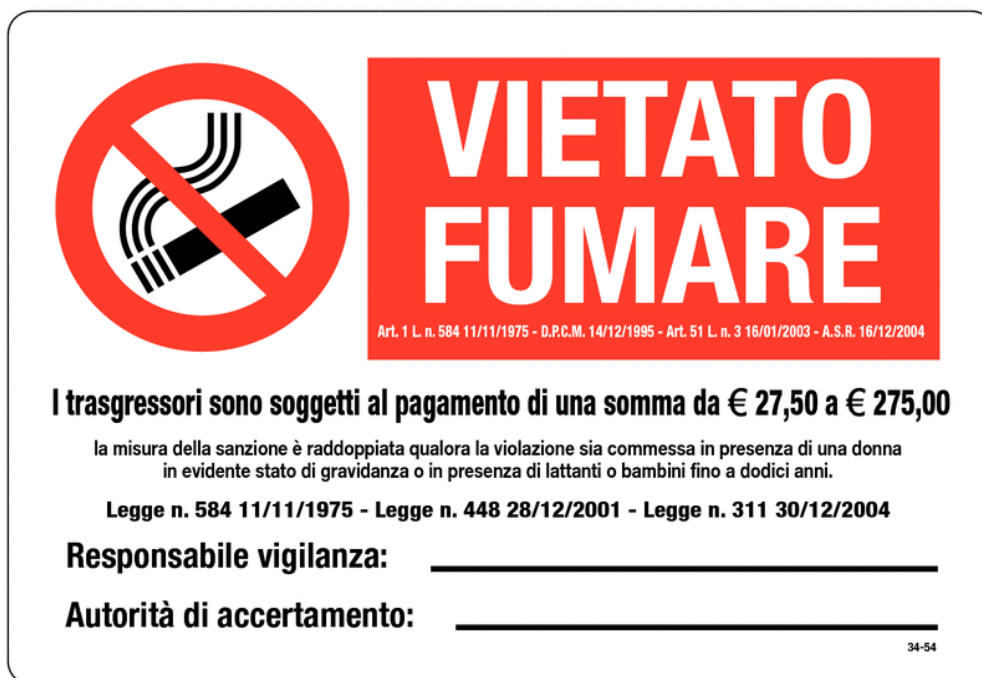 VIETATO
FUMARE
Art. 1 L. n. 584 11/11/1975 - D.P.C.M. 14/12/1995 - Art. 51 L. n. 3 16/01/2003 - A.S.R. 16/12/2004
I trasgressori sono soggetti al pagamento di una somma da € 27,50 a € 275,00
la misura della sanzione è raddoppiata qualora la violazione sia commessa in presenza di una donna
in evidente stato di gravidanza o in presenza di lattanti o bambini fino a dodici anni.
Legge n. 584 11/11/1975 - Legge n. 448 28/12/2001 - Legge n. 311 30/12/2004
Responsabile vigilanza:
Autorità di accertamento:
34-54